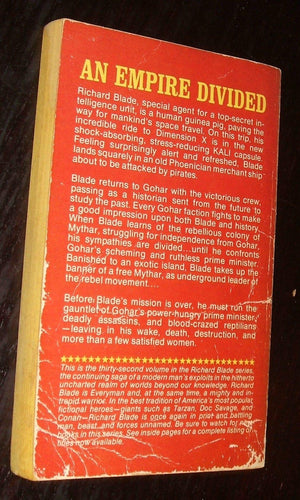 AN EMPIRE DIVIDED
Richard Blade, special agent for a top-secret in-
telligence unit, is a human guinea pig, paving the
way for mankind's space travel. On this trip, his
incredible ride to Dimension X is in the new
shock-absorbing, stress-reducing KALI capsule.
Feeling surprisingly alert and refreshed, Blade
lands squarely in an old Phoenician merchant ship
about to be attacked by pirates.
Blade returns to Gohar with the victorious crew,
passing as a historian sent from the future to
study the past. Every Gohar faction fights to make
a good impression upon both Blade and history.
When Blade learns of the rebellious colony of
Mythar, struggling for independence from Gohar,
his sympathies are divided...until he confronts
Gohar's scheming and ruthless prime minister.
Banished to an exotic island, Blade takes up the
banner of a free Mythar, as underground leader of
the rebel movement...
Before Blade's mission is over, he must run the
gauntlet of Gohar's power-hungry prime minister,
deadly assassins, and blood-crazed reptilians
—leaving in his wake, death, destruction, and
more than a few satisfied women.
This is the thirty-second volume in the Richard Blade series,
the continuing saga of a modern man's exploits in the hitherto
uncharted realm of worlds beyond our knowledge. Richard
Blade is Everyman and, at the same time, a mighty and in-
trepid warrior. In the best tradition of America's most popular
fictional heroes—giants such as Tarzan, Doc Savage, and
Conan—Richard Blade is once again in print and battling
man, beast, and forces unnamed. Be sure to watch for new
books in this series. See inside pages for a complete listing of
titles now available.